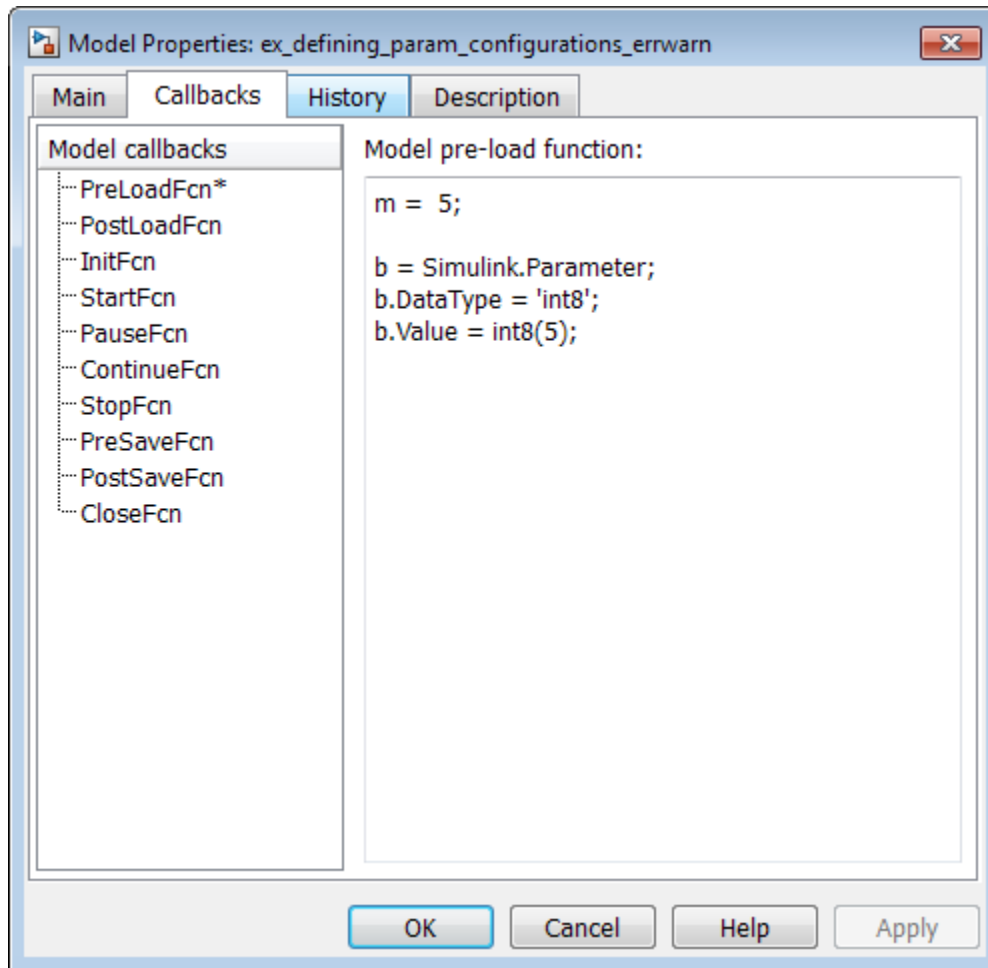 Model Properties: ex_defining_param_configurations_errwarn
Main Callbacks History Description
Model callbacks
PreLoadFcn*
PostLoadFcn
InitFcn
StartFcn
PauseFcn
ContinueFcn
StopFcn
PreSaveFcn
PostSaveFcn
CloseFcn
Model pre-load function:
m =  5;
b = Simulink.Parameter;
b.DataType = 'int8';
b.Value = int8(5);
OK Cancel Help Apply